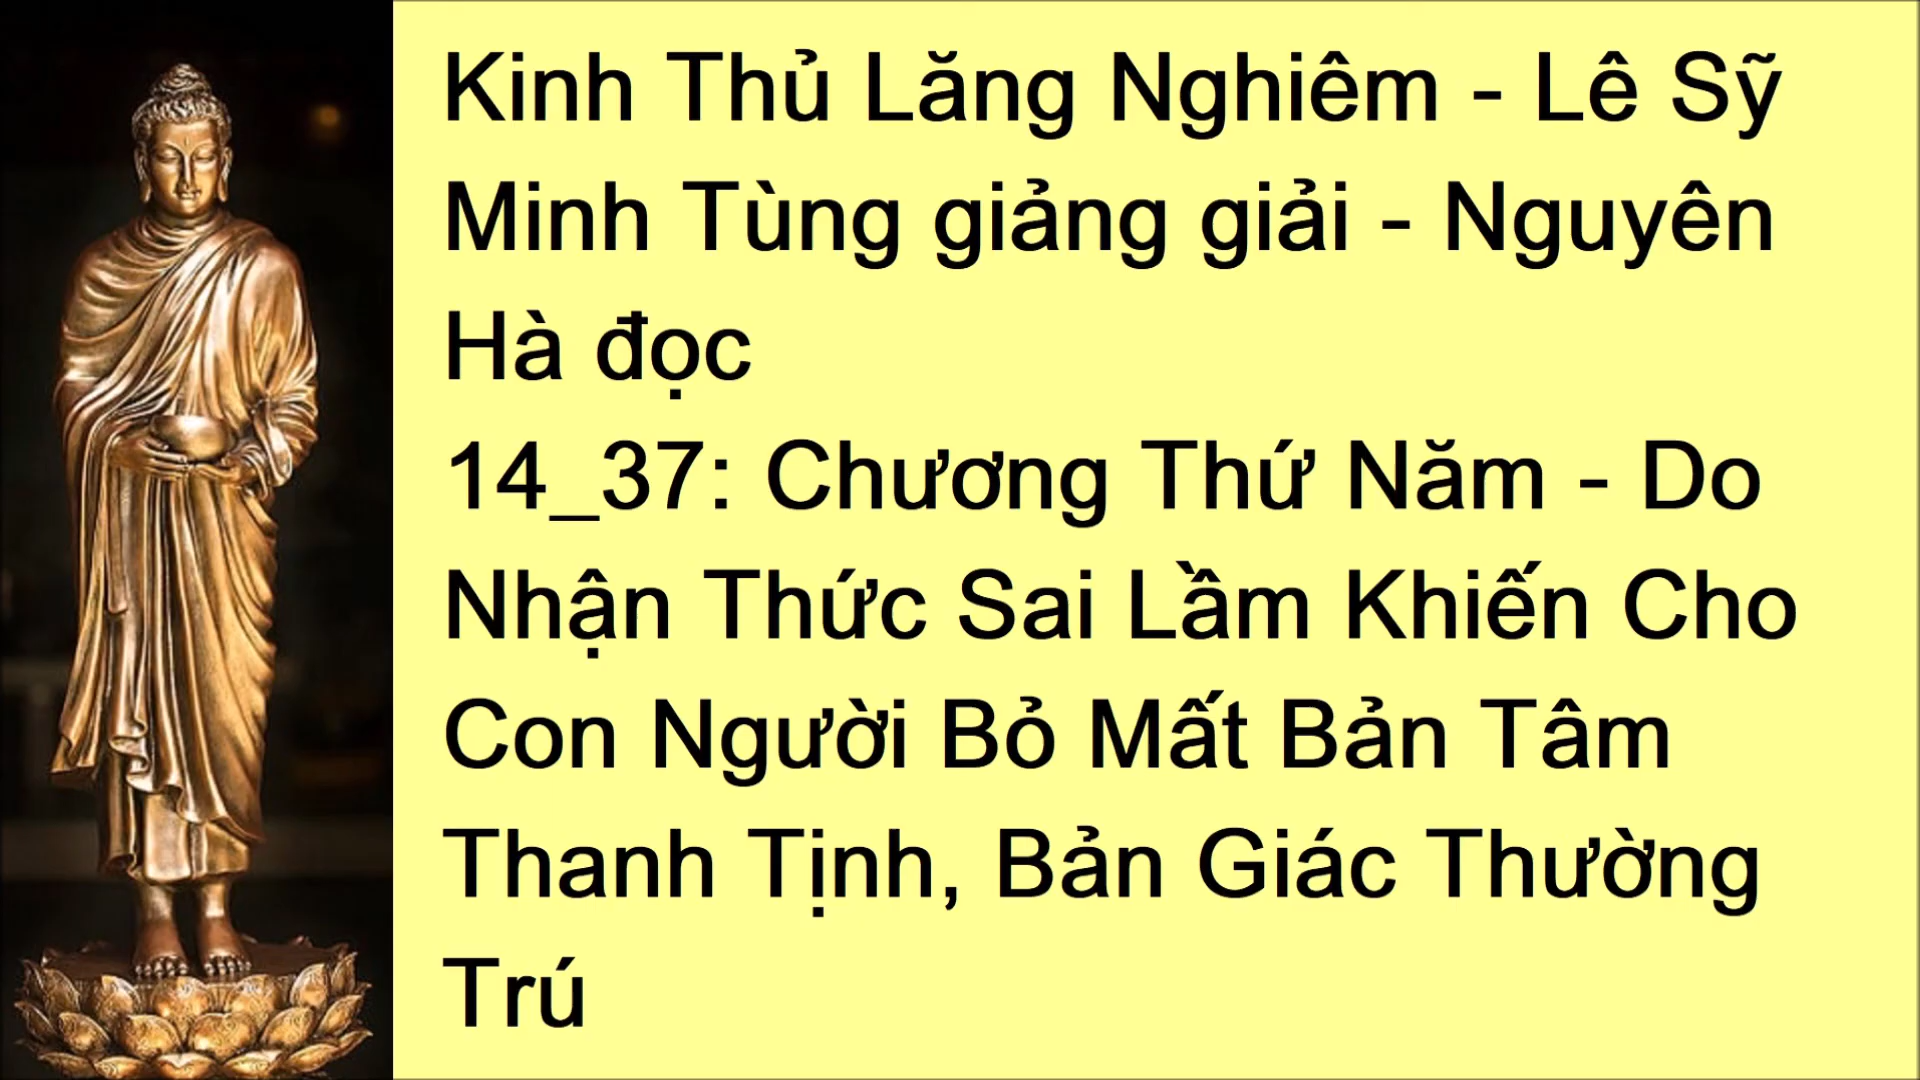 Kinh Thủ Lăng Nghiêm - Lê Sỹ
Minh Tùng giảng giải - Nguyên
Hà đọc
14_37: Chương Thứ Năm - Do
Nhận Thức Sai Lầm Khiến Cho
Con Người Bỏ Mất Bản Tâm
Thanh Tịnh, Bản Giác Thường
Trú